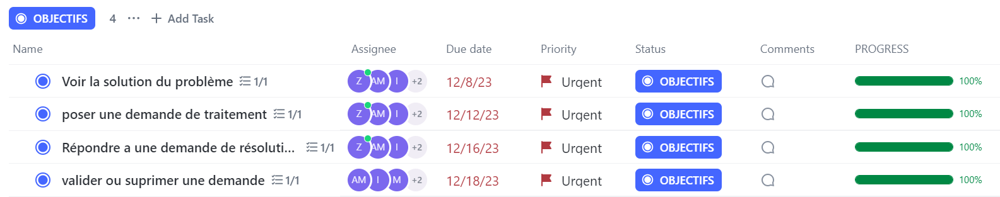 OBJECTIFS 4 ... + Add Task
Name Assignee Due date Priority Status Comments PROGRESS
Voir la solution du problème 1/1 Z AM I +2 12/8/23 Urgent OBJECTIFS 100%
poser une demande de traitement 1/1 Z AM I +2 12/12/23 Urgent OBJECTIFS 100%
Répondre a une demande de résoluti... 1/1 Z AM I +2 12/16/23 Urgent OBJECTIFS 100%
valider ou suprimer une demande 1/1 AM I M +2 12/18/23 Urgent OBJECTIFS 100%